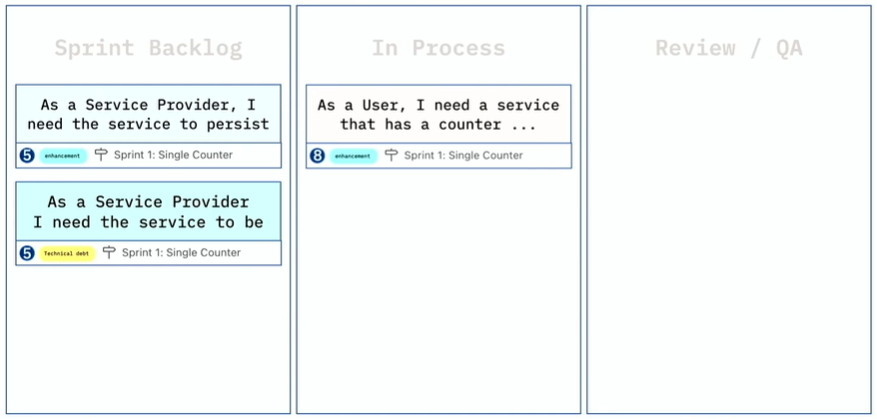 Sprint Backlog
As a Service Provider, I
need the service to persist
5 enhancement Sprint 1: Single Counter
As a Service Provider
I need the service to be
5 Technical debt Sprint 1: Single Counter
In Process
As a User, I need a service
that has a counter ...
8 enhancement Sprint 1: Single Counter
Review / QA